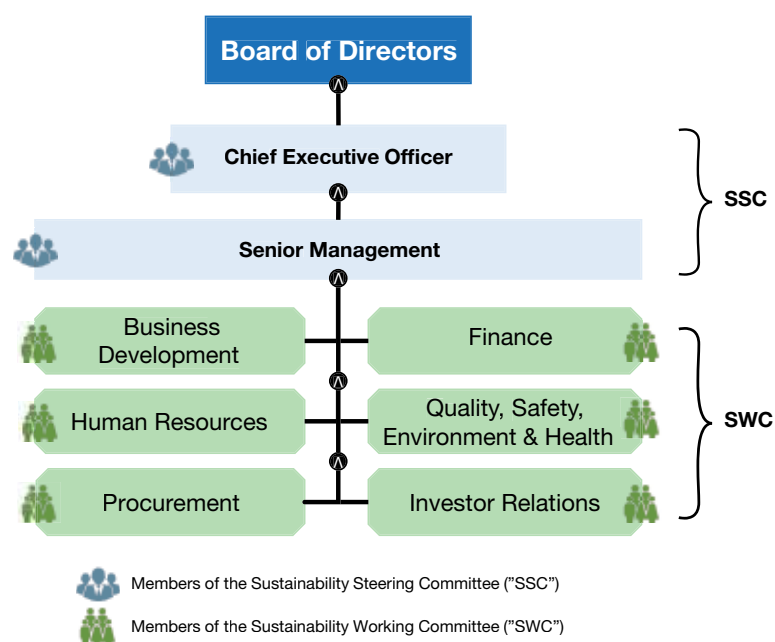 Board of Directors
Chief Executive Officer
SSC
Senior Management
Business
Development
Finance
Human Resources
Quality, Safety,
Environment & Health
SWC
Procurement
Investor Relations
Members of the Sustainability Steering Committee ("SSC")
Members of the Sustainability Working Committee ("SWC")